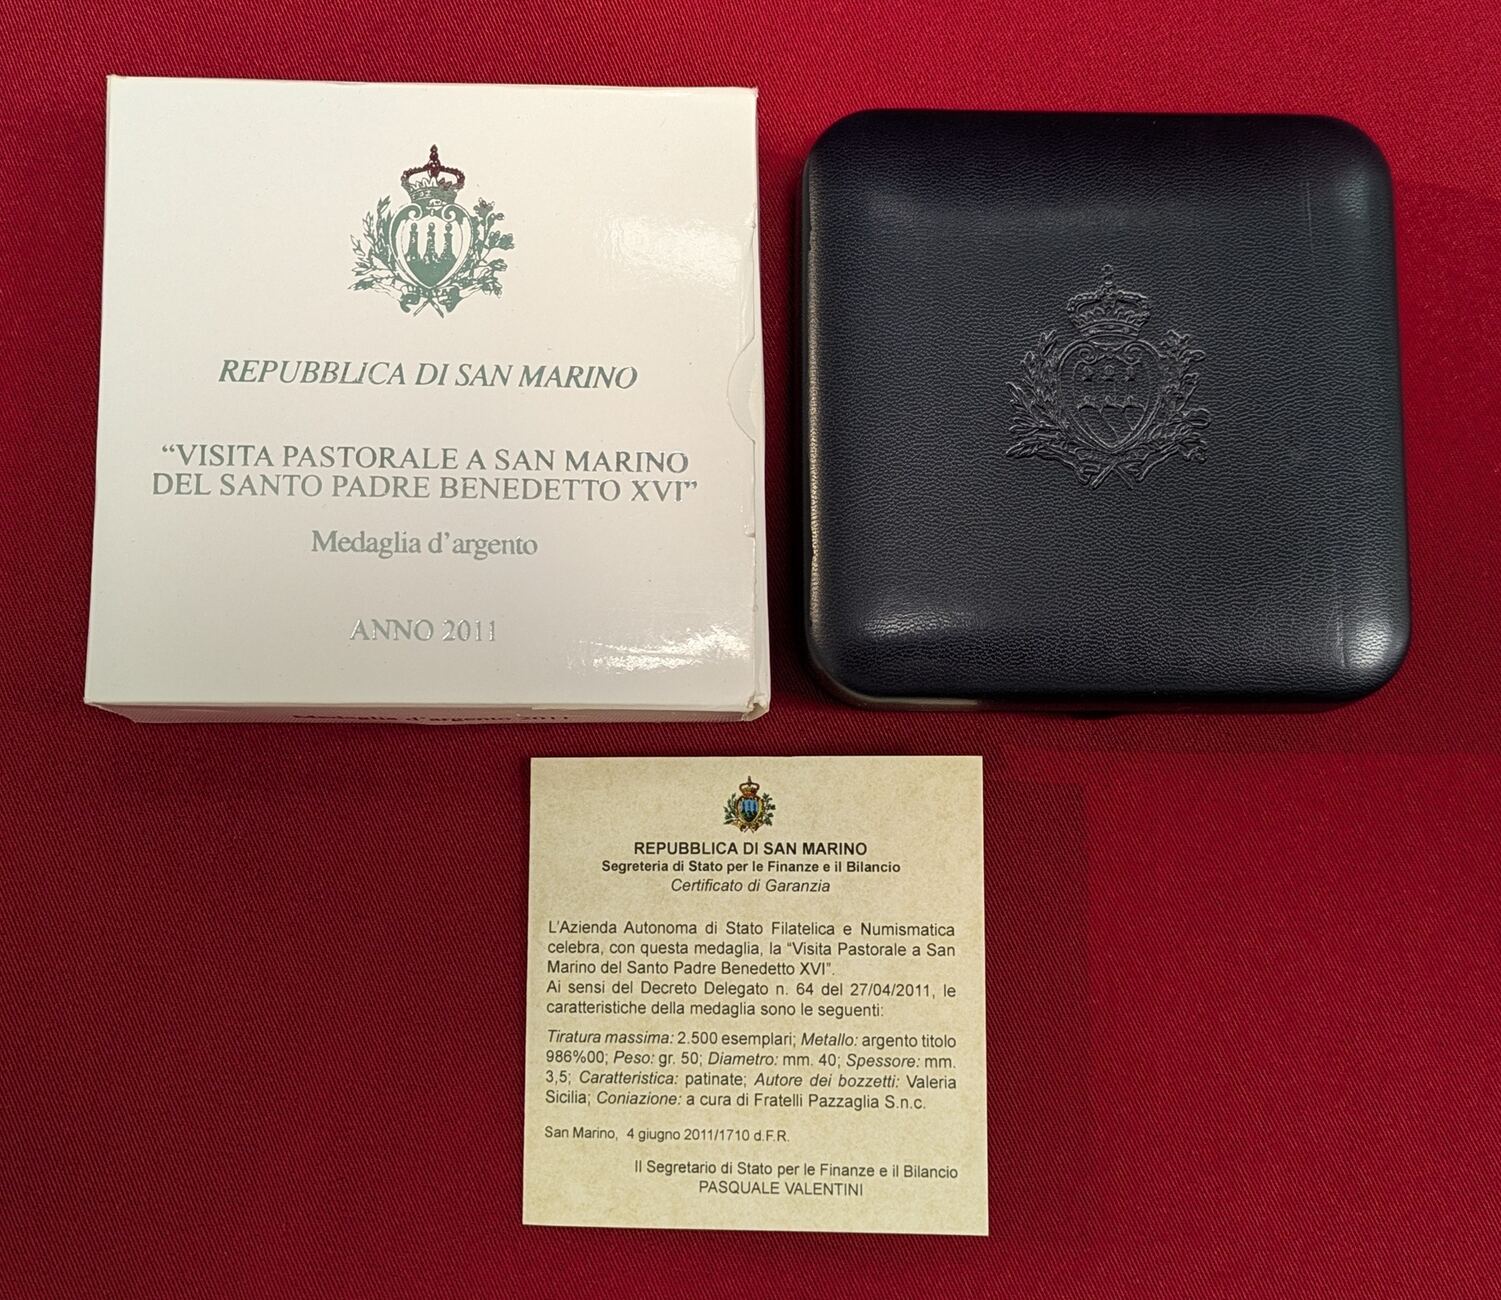 REPUBBLICA DI SAN MARINO
“VISITA PASTORALE A SAN MARINO
DEL SANTO PADRE BENEDETTO XVI”
Medaglia d’argento
ANNO 2011
Medaglia d’argento 2011
REPUBBLICA DI SAN MARINO
Segreteria di Stato per le Finanze e il Bilancio
Certificato di Garanzia
L’Azienda Autonoma di Stato Filatelica e Numismatica
celebra, con questa medaglia, la “Visita Pastorale a San
Marino del Santo Padre Benedetto XVI”.
Ai sensi del Decreto Delegato n. 64 del 27/04/2011, le
caratteristiche della medaglia sono le seguenti:
Tiratura massima: 2.500 esemplari; Metallo: argento titolo
986%00; Peso: gr. 50; Diametro: mm. 40; Spessore: mm.
3,5; Caratteristica: patinate; Autore dei bozzetti: Valeria
Sicilia; Coniazione: a cura di Fratelli Pazzaglia S.n.c.
San Marino, 4 giugno 2011/1710 d.F.R.
Il Segretario di Stato per le Finanze e il Bilancio
PASQUALE VALENTINI